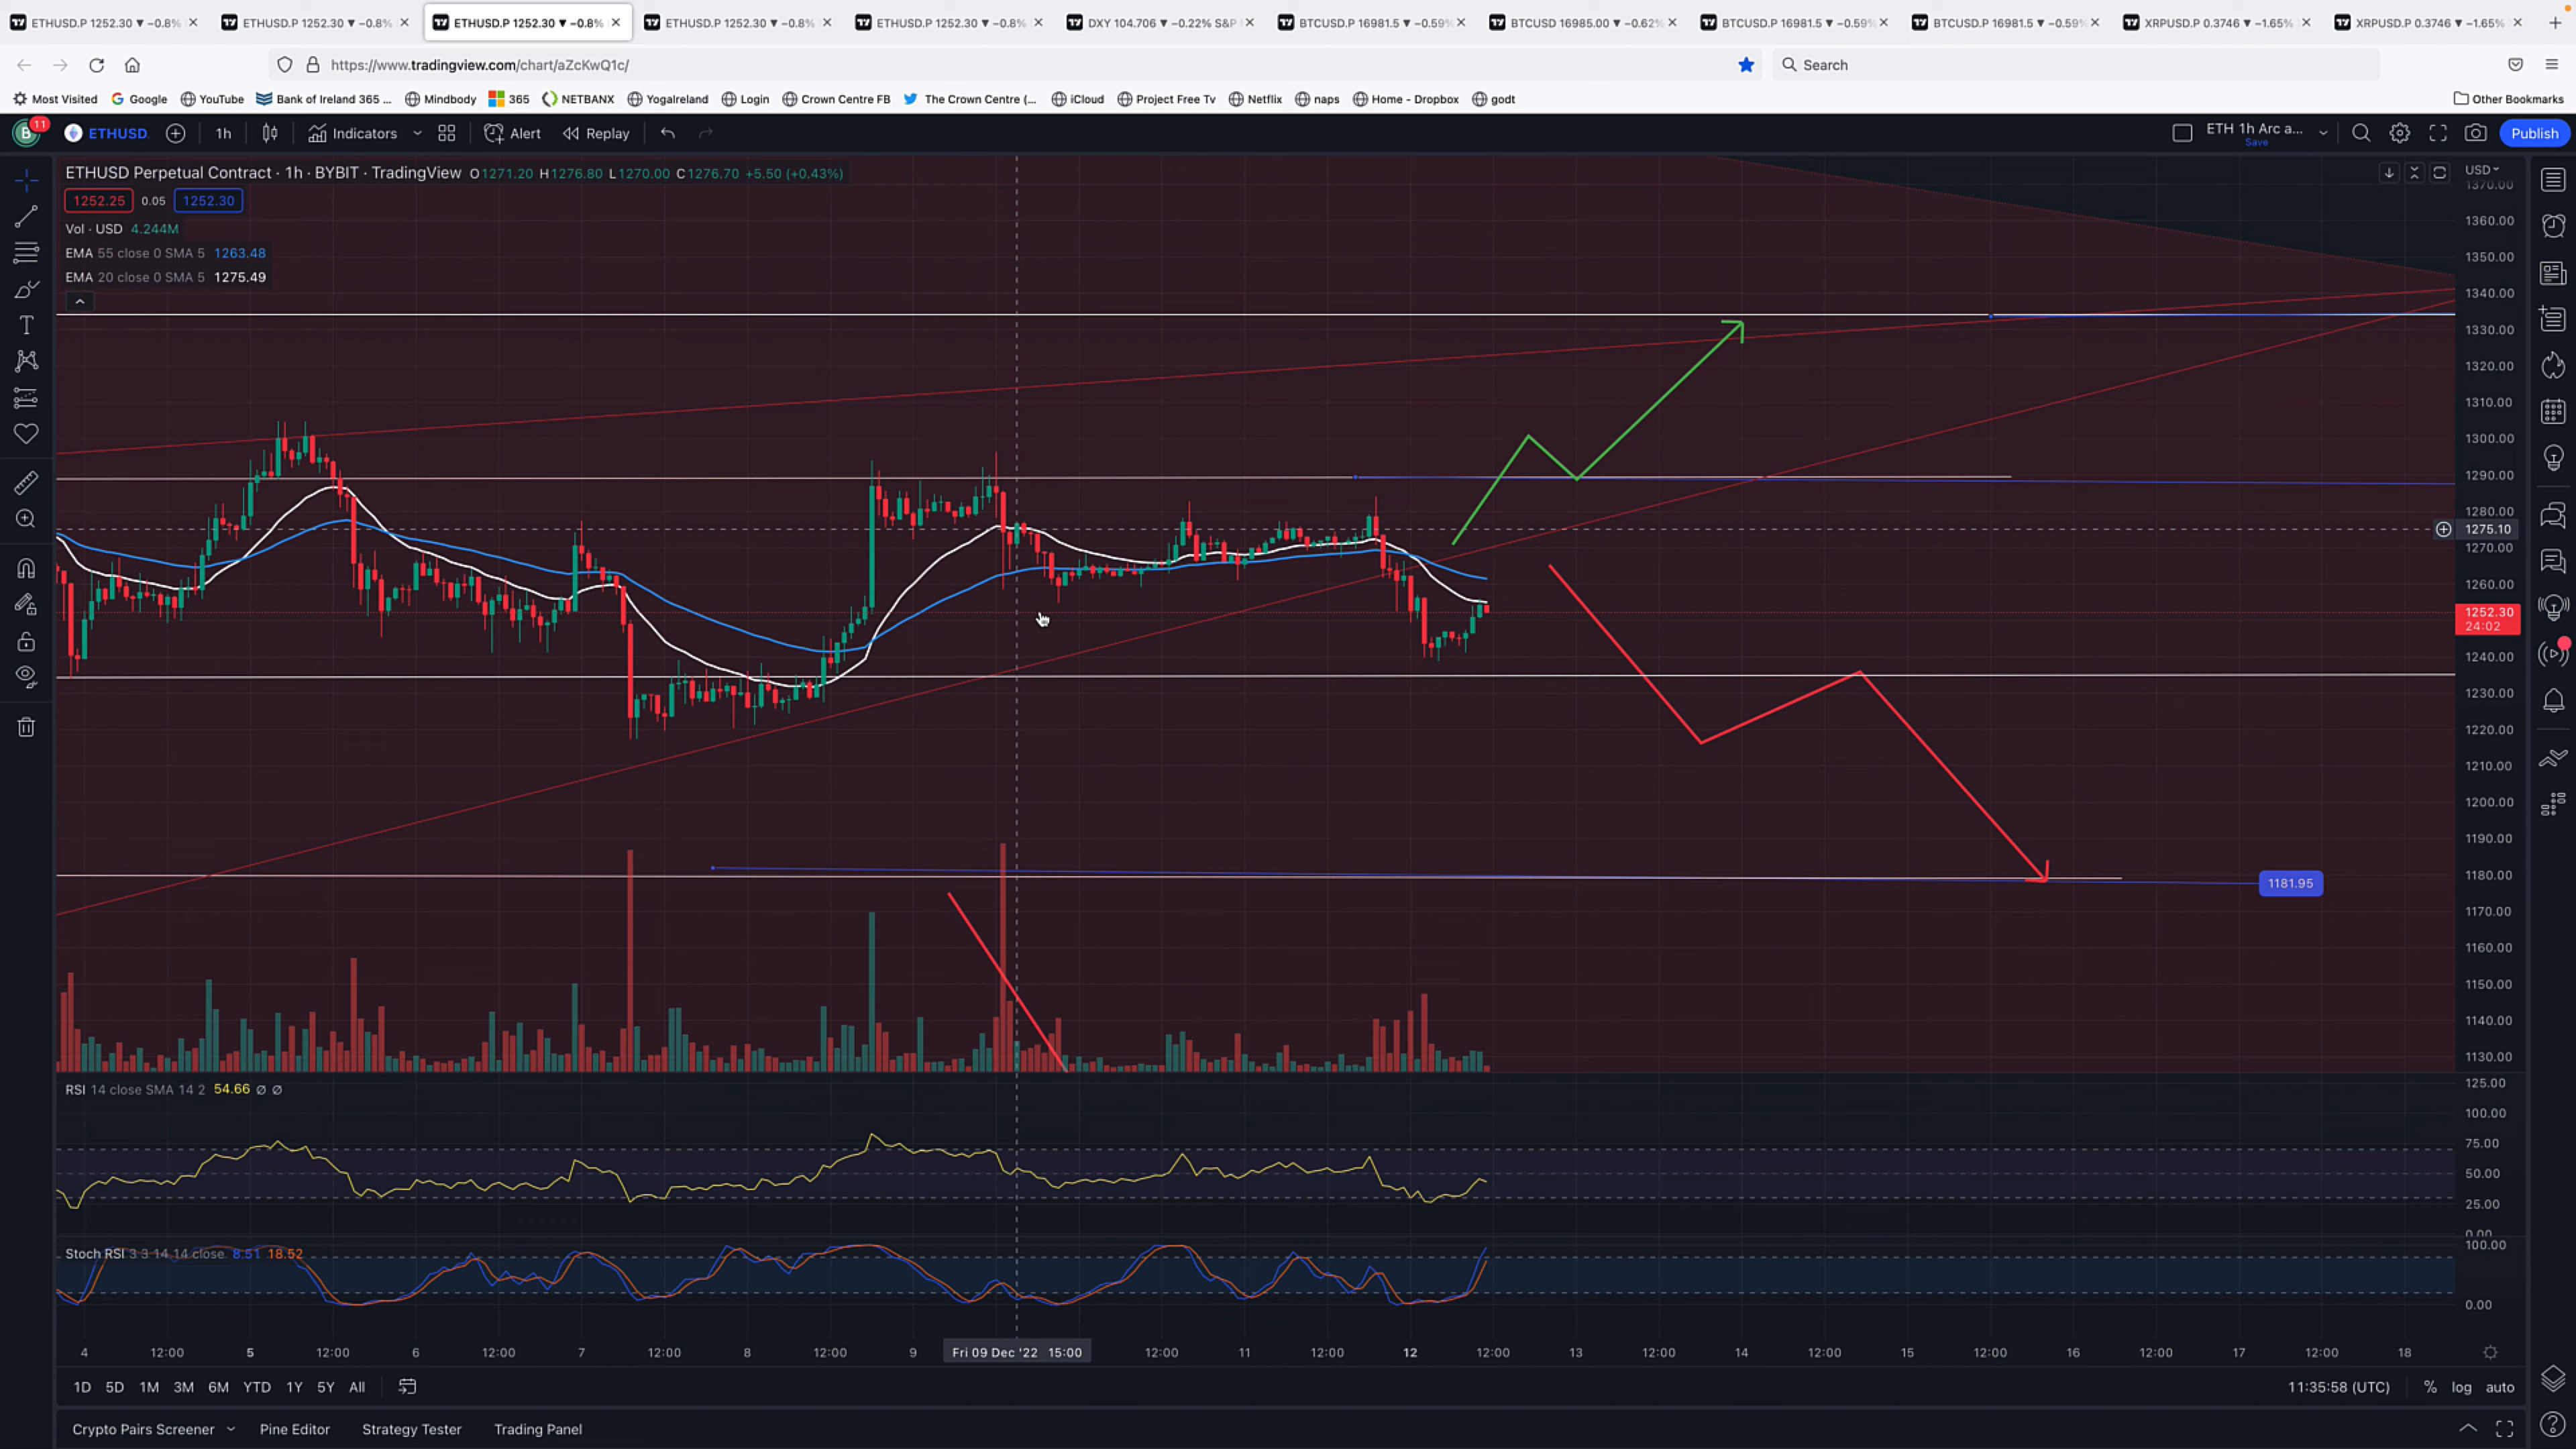 ETHUSD.P 1252.30 ▼ −0.8% ETHUSD.P 1252.30 ▼ −0.8% ETHUSD.P 1252.30 ▼ −0.8% ETHUSD.P 1252.30 ▼ −0.8% ETHUSD.P 1252.30 ▼ −0.8% DXY 104.706 ▼ −0.22% S&P BTCUSD.P 16981.5 ▼ −0.59% BTCUSD 16985.00 ▼ −0.62% BTCUSD.P 16981.5 ▼ −0.59% BTCUSD.P 16981.5 ▼ −0.59% XRPUSD.P 0.3746 ▼ −1.65% XRPUSD.P 0.3746 ▼ −1.65%
https://www.tradingview.com/chart/aZcKwQ1c/ Search
Most Visited Google YouTube Bank of Ireland 365 ... Mindbody 365 NETBANX YogaIreland Login Crown Centre FB The Crown Centre (... iCloud Project Free Tv Netflix naps Home - Dropbox godt Other Bookmarks
B 11 ETHUSD 1h Indicators Alert Replay ETH 1h Arc a... Save Publish
ETHUSD Perpetual Contract · 1h · BYBIT · TradingView O1271.20 H1276.80 L1270.00 C1276.70 +5.50 (+0.43%)
1252.25 0.05 1252.30
Vol · USD 4.244M
EMA 55 close 0 SMA 5 1263.48
EMA 20 close 0 SMA 5 1275.49
USD
1370.00
1360.00
1350.00
1340.00
1330.00
1320.00
1310.00
1300.00
1290.00
1280.00
1275.10
1270.00
1260.00
1252.30
24:02
1240.00
1230.00
1220.00
1210.00
1200.00
1190.00
1180.00
1181.95
1170.00
1160.00
1150.00
1140.00
1130.00
RSI 14 close SMA 14 2 54.66 ∅ ∅
125.00
100.00
75.00
50.00
25.00
0.00
Stoch RSI 3 3 14 14 close 8.51 18.52
100.00
0.00
4 12:00 5 12:00 6 12:00 7 12:00 8 12:00 9 Fri 09 Dec '22 15:00 12:00 11 12:00 12 12:00 13 12:00 14 12:00 15 12:00 16 12:00 17 12:00 18
1D 5D 1M 3M 6M YTD 1Y 5Y All 11:35:58 (UTC) % log auto
Crypto Pairs Screener Pine Editor Strategy Tester Trading Panel